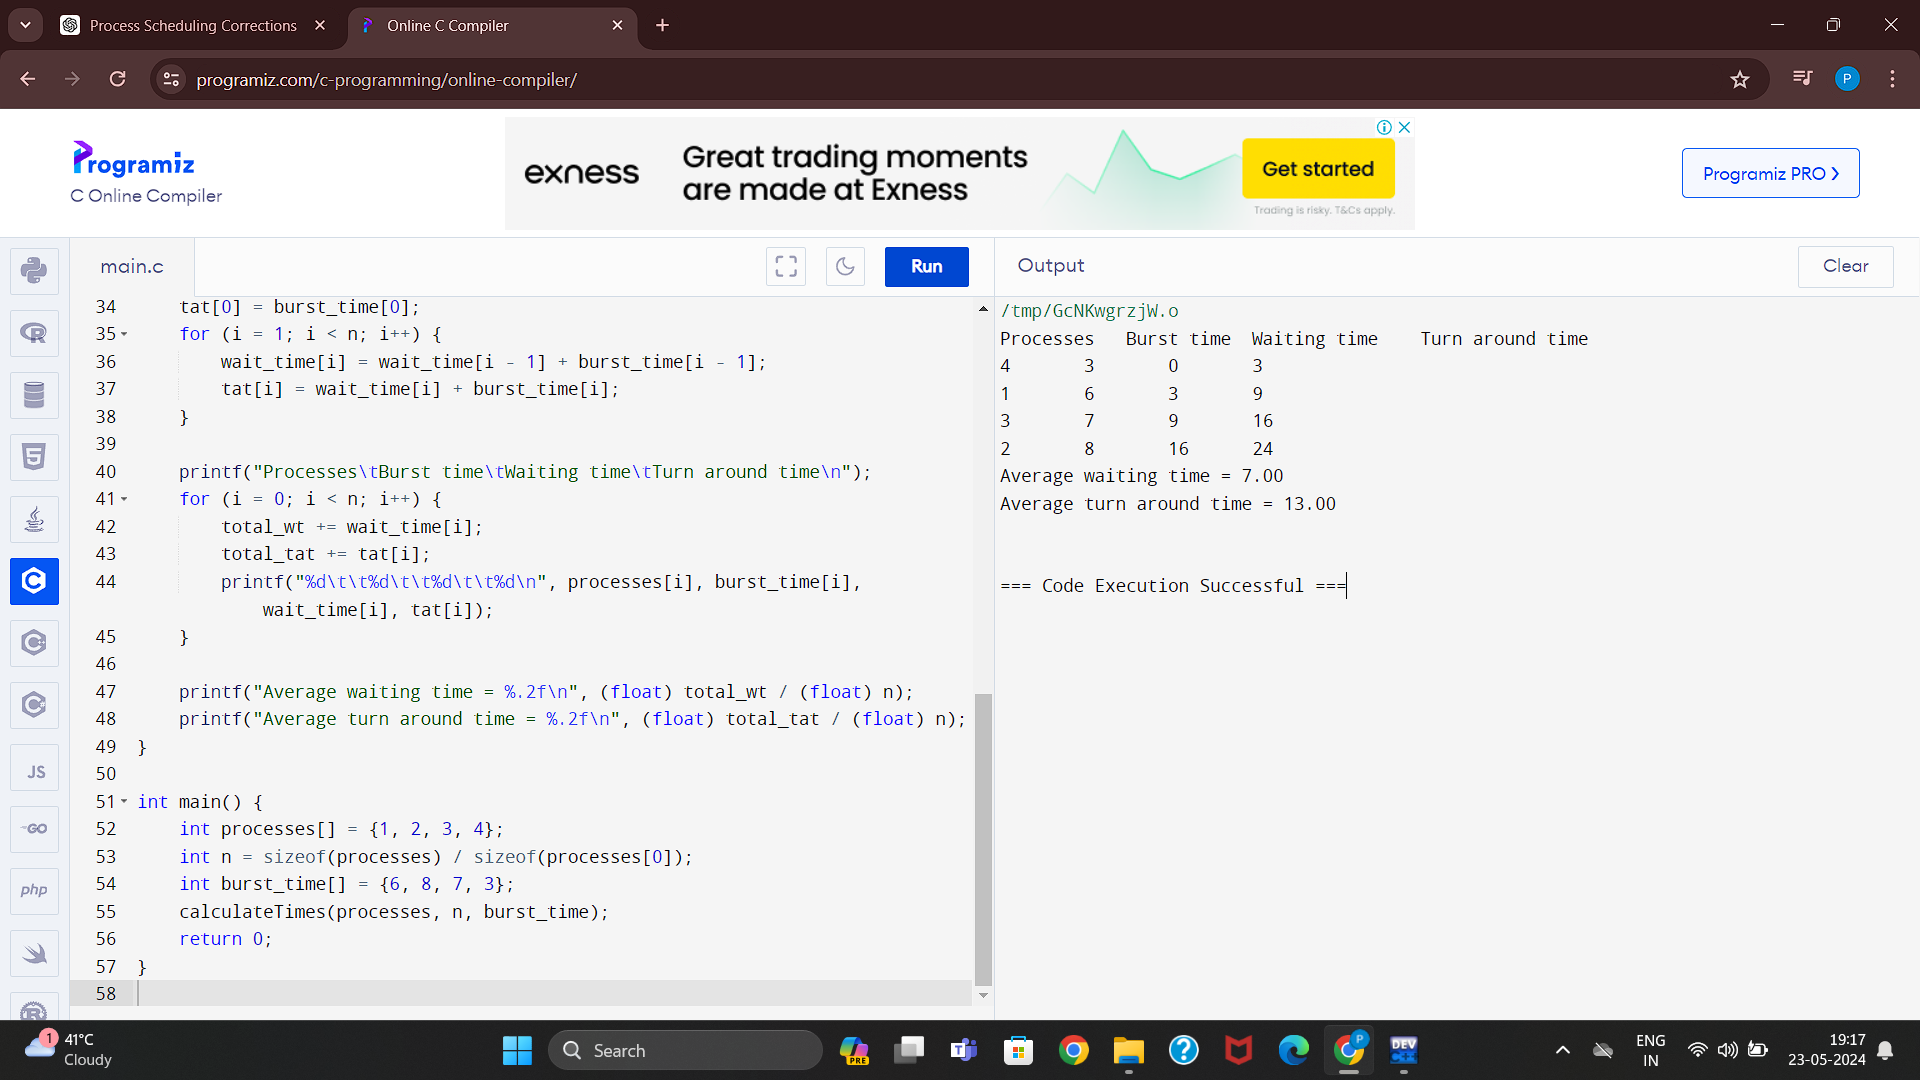 Process Scheduling Corrections
Online C Compiler
programiz.com/c-programming/online-compiler/
P
Programiz
C Online Compiler
exness
Great trading moments
are made at Exness
Get started
Trading is risky. T&Cs apply.
Programiz PRO
main.c
Run
Output
Clear
34 tat[0] = burst_time[0];
35 for (i = 1; i < n; i++) {
36 wait_time[i] = wait_time[i - 1] + burst_time[i - 1];
37 tat[i] = wait_time[i] + burst_time[i];
38 }
39
40 printf("Processes\tBurst time\tWaiting time\tTurn around time\n");
41 for (i = 0; i < n; i++) {
42 total_wt += wait_time[i];
43 total_tat += tat[i];
44 printf("%d\t\t%d\t\t%d\t\t%d\n", processes[i], burst_time[i],
wait_time[i], tat[i]);
45 }
46
47 printf("Average waiting time = %.2f\n", (float) total_wt / (float) n);
48 printf("Average turn around time = %.2f\n", (float) total_tat / (float) n);
49 }
50
51 int main() {
52 int processes[] = {1, 2, 3, 4};
53 int n = sizeof(processes) / sizeof(processes[0]);
54 int burst_time[] = {6, 8, 7, 3};
55 calculateTimes(processes, n, burst_time);
56 return 0;
57 }
58
/tmp/GcNKwgrzjW.o
Processes Burst time Waiting time Turn around time
4 3 0 3
1 6 3 9
3 7 9 16
2 8 16 24
Average waiting time = 7.00
Average turn around time = 13.00
=== Code Execution Successful ===
JS
GO
php
1
41°C
Cloudy
Search
PRE
DEV
C++
P
ENG
IN
19:17
23-05-2024